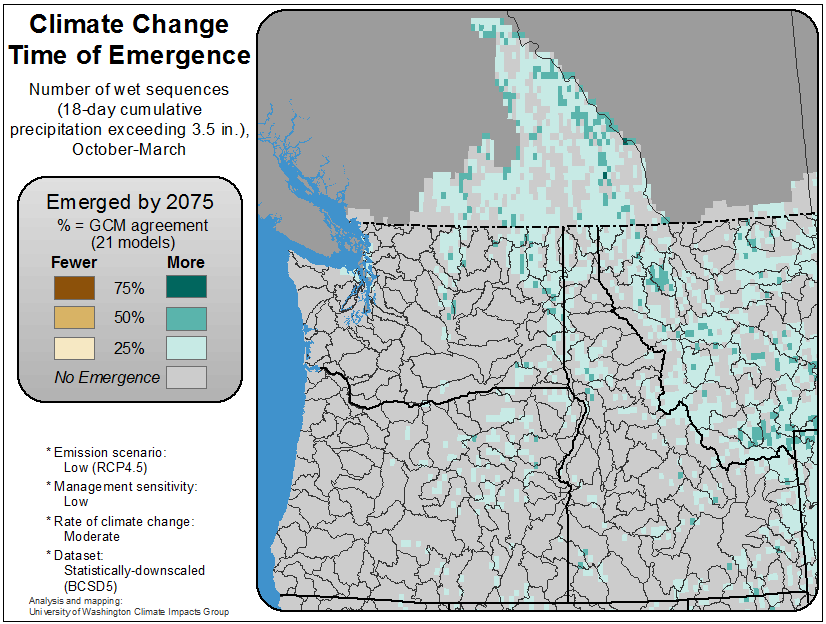 Climate Change
Time of Emergence
Number of wet sequences
(18-day cumulative
precipitation exceeding 3.5 in.),
October-March
Emerged by 2075
% = GCM agreement
(21 models)
Fewer More
75%
50%
25%
No Emergence
* Emission scenario:
Low (RCP4.5)
* Management sensitivity:
Low
* Rate of climate change:
Moderate
* Dataset:
Statistically-downscaled
(BCSD5)
Analysis and mapping:
University of Washington Climate Impacts Group